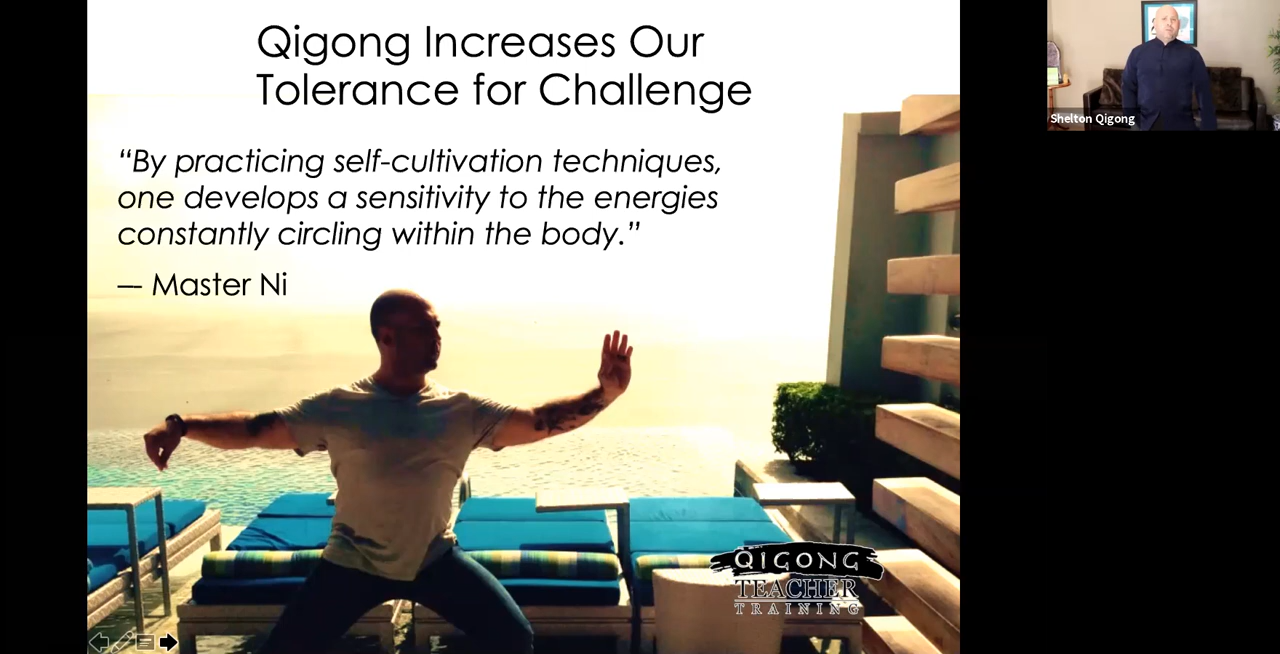 Qigong Increases Our
Tolerance for Challenge
“By practicing self-cultivation techniques,
one develops a sensitivity to the energies
constantly circling within the body.”
–- Master Ni
QIGONG
TEACHER
TRAINING
Shelton Qigong